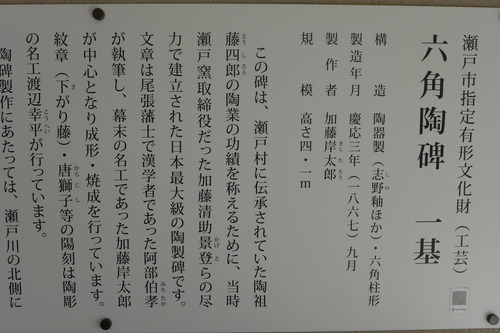 瀬戸市指定有形文化財（工芸）
六角陶碑　一基
構　　造　陶器製（志野釉ほか）・六角柱形
製造年月　慶応三年（一八六七）九月
製作者　加藤岸太郎
規　　模　高さ四・一m
この碑は、瀬戸村に伝承されていた陶祖
藤四郎の陶業の功績を称えるために、当時
瀬戸窯取締役だった加藤清助景登らの尽
力で建立された日本最大級の陶製碑です。
文章は尾張藩士で漢学者であった阿部伯孝
が執筆し、幕末の名工であった加藤岸太郎
が中心となり成形・焼成を行っています。
紋章（下がり藤）・唐獅子等の陽刻は陶彫
の名工渡辺幸平が行っています。
陶碑製作にあたっては、瀬戸川の北側に